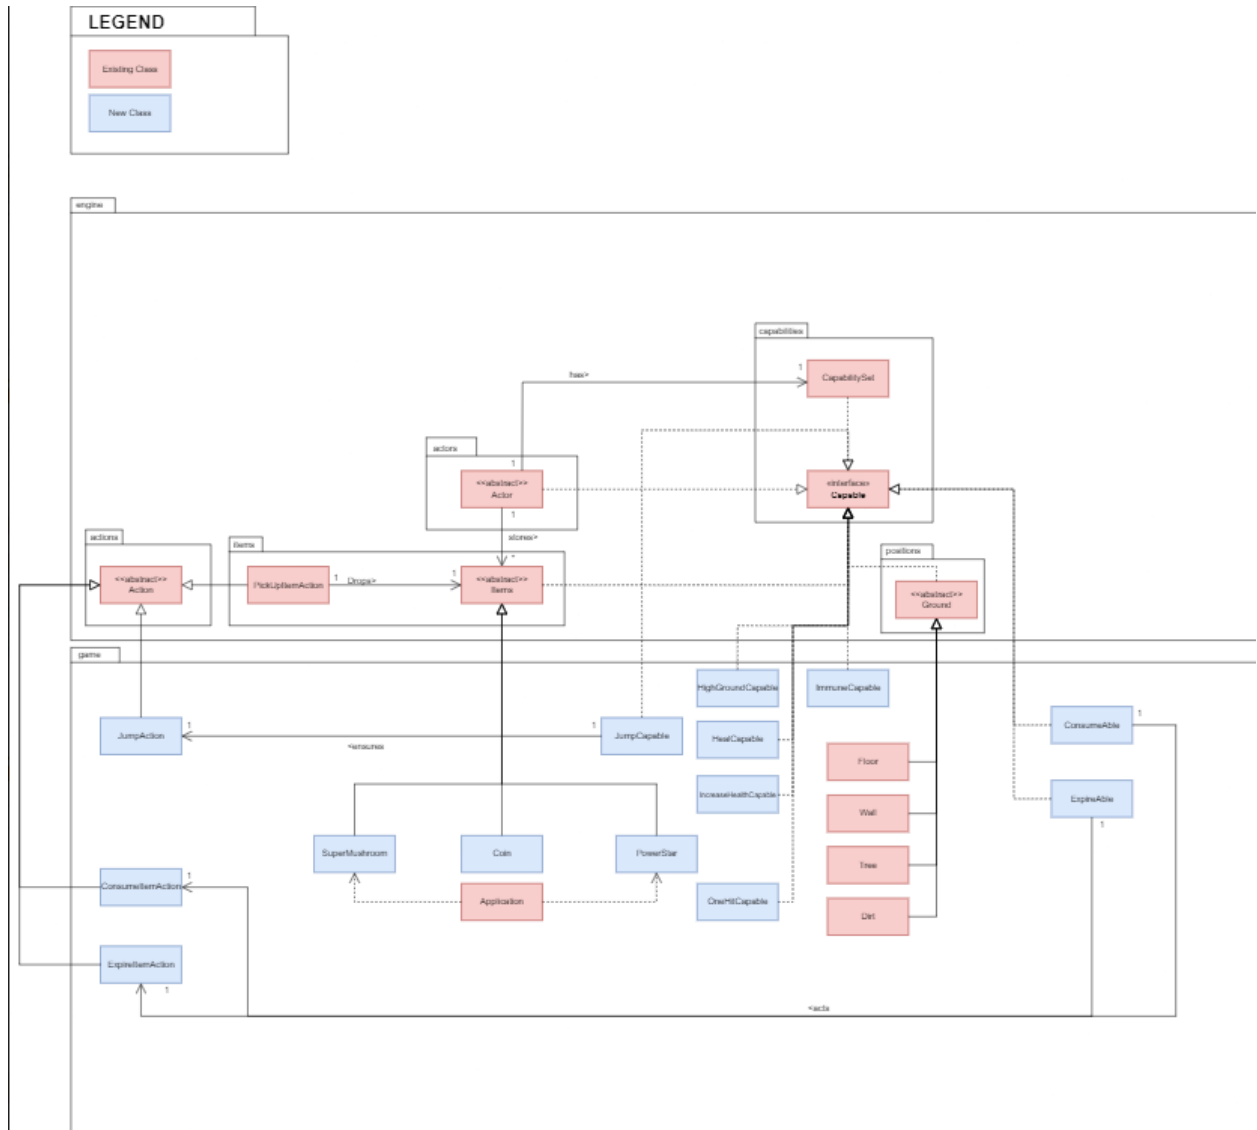 LEGEND
Existing Class
New Class
engine
capabilities
has>
1
CapabilitySet
actors
1
<<abstract>>
Actor
1
«interface»
Capable
stores>
*
actions
items
positions
<<abstract>>
Action
PickUpItemAction
1
Drops>
1
<<abstract>>
Items
<<abstract>>
Ground
game
HighGroundCapable
ImmuneCapable
JumpAction
1
<ensures
1
JumpCapable
HealCapable
ConsumeAble
1
Floor
IncreaseHealthCapable
ExpireAble
1
Wall
SuperMushroom
Coin
PowerStar
Tree
ConsumeItemAction
1
Application
OneHitCapable
Dirt
ExpireItemAction
1
<acts